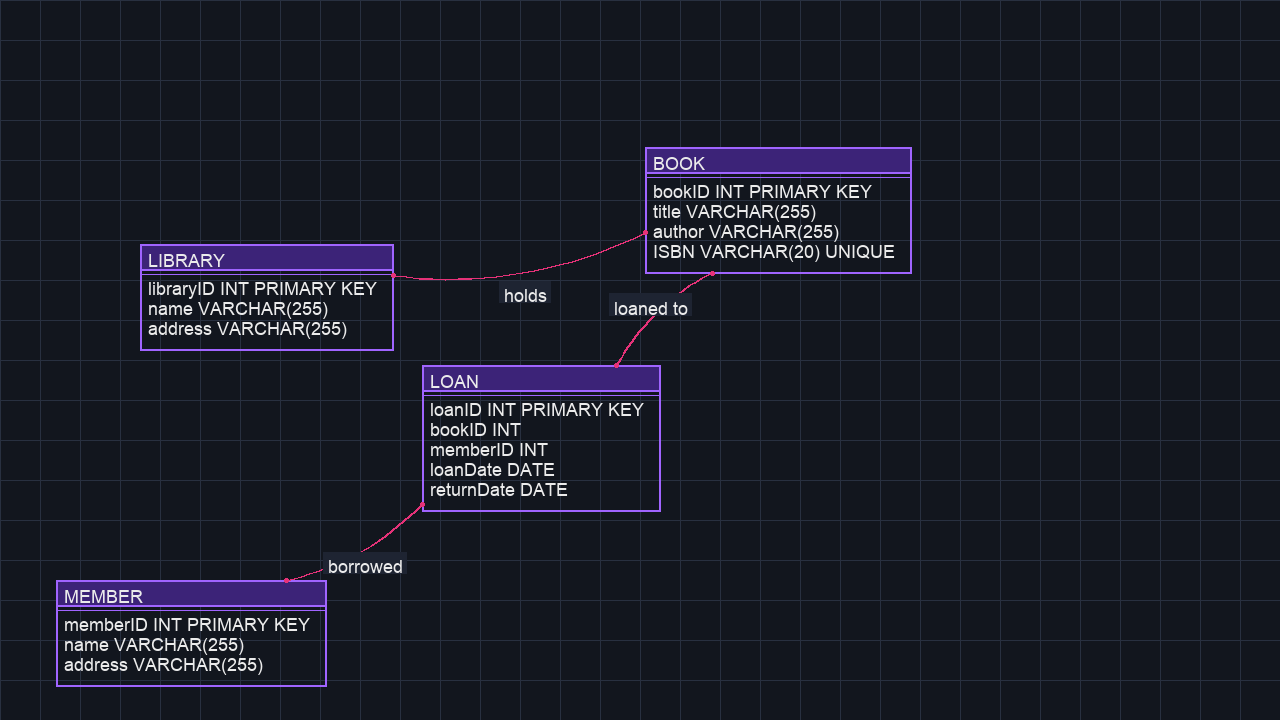 BOOK
bookID INT PRIMARY KEY
title VARCHAR(255)
author VARCHAR(255)
ISBN VARCHAR(20) UNIQUE
LIBRARY
libraryID INT PRIMARY KEY
name VARCHAR(255)
address VARCHAR(255)
holds
loaned to
LOAN
loanID INT PRIMARY KEY
bookID INT
memberID INT
loanDate DATE
returnDate DATE
borrowed
MEMBER
memberID INT PRIMARY KEY
name VARCHAR(255)
address VARCHAR(255)